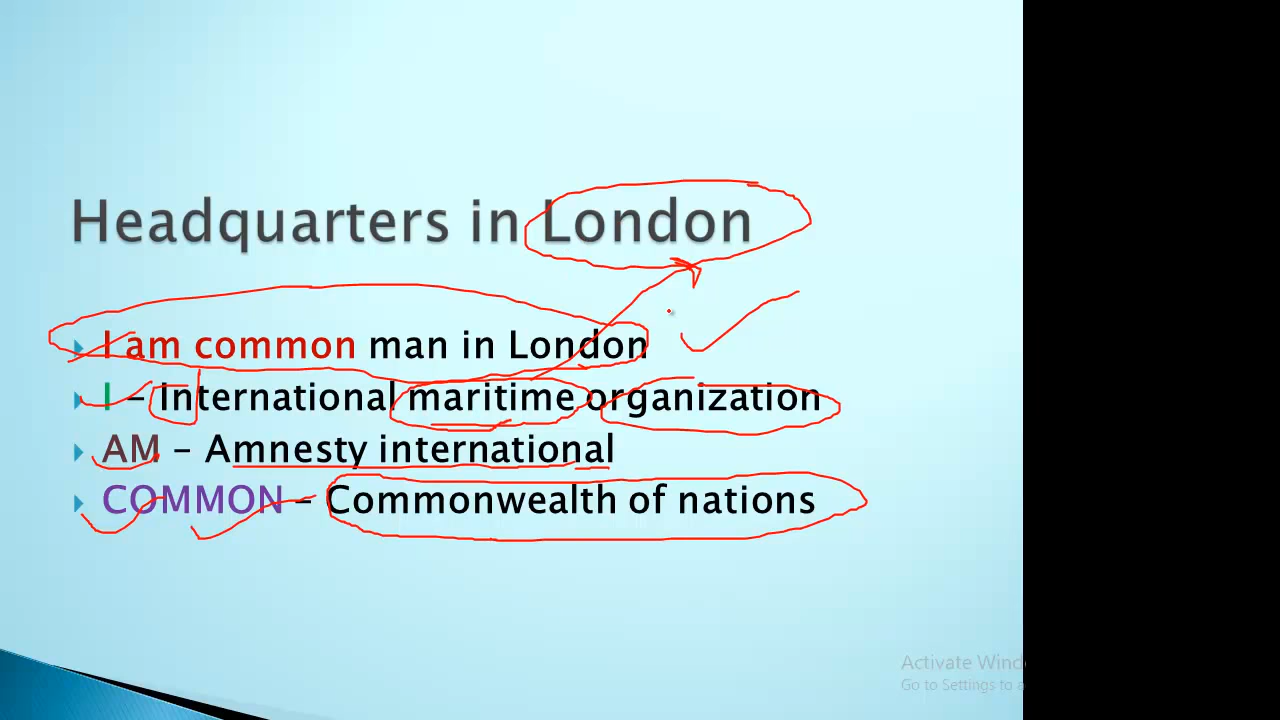 Headquarters in London
I am common man in London
I – International maritime organization
AM – Amnesty international
COMMON – Commonwealth of nations
Activate Wind
Go to Settings to a